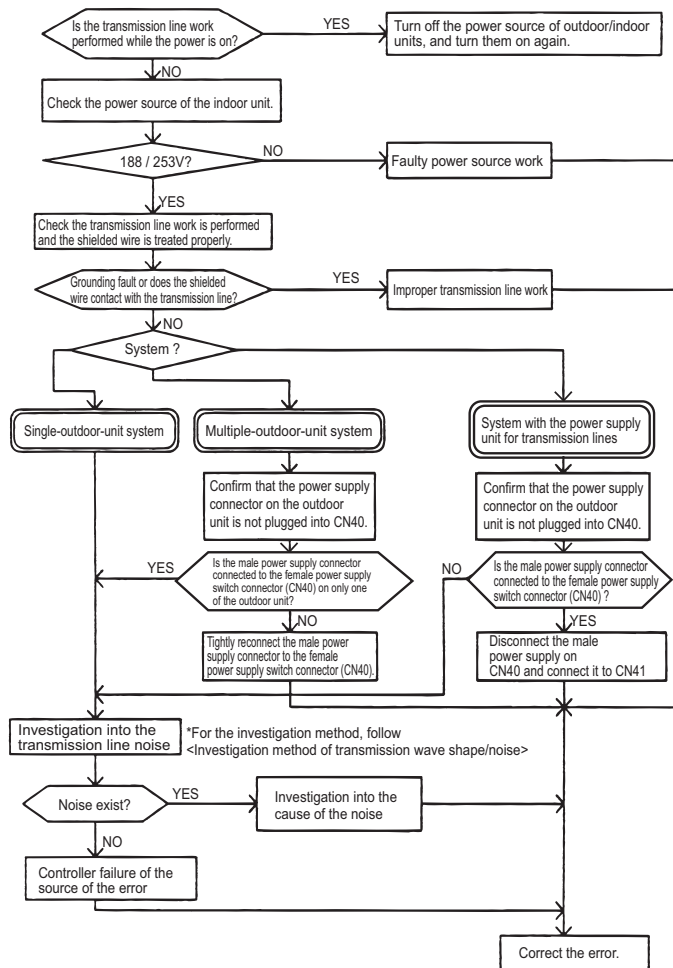 Is the transmission line work
performed while the power is on?
YES
Turn off the power source of outdoor/indoor
units, and turn them on again.
NO
Check the power source of the indoor unit.
188 / 253V?
NO
Faulty power source work
YES
Check the transmission line work is performed
and the shielded wire is treated properly.
Grounding fault or does the shielded
wire contact with the transmission line?
YES
Improper transmission line work
NO
System ?
Single-outdoor-unit system
Multiple-outdoor-unit system
System with the power supply
unit for transmission lines
Confirm that the power supply
connector on the outdoor
unit is not plugged into CN40.
Confirm that the power supply
connector on the outdoor
unit is not plugged into CN40.
YES
Is the male power supply connector
connected to the female power supply
switch connector (CN40) on only one
of the outdoor unit?
NO
Is the male power supply connector
connected to the female power supply
switch connector (CN40) ?
NO
Tightly reconnect the male power
supply connector to the female
power supply switch connector (CN40).
YES
Disconnect the male
power supply on
CN40 and connect it to CN41
Investigation into the
transmission line noise
*For the investigation method, follow
<Investigation method of transmission wave shape/noise>
Noise exist?
YES
Investigation into the
cause of the noise
NO
Controller failure of the
source of the error
Correct the error.